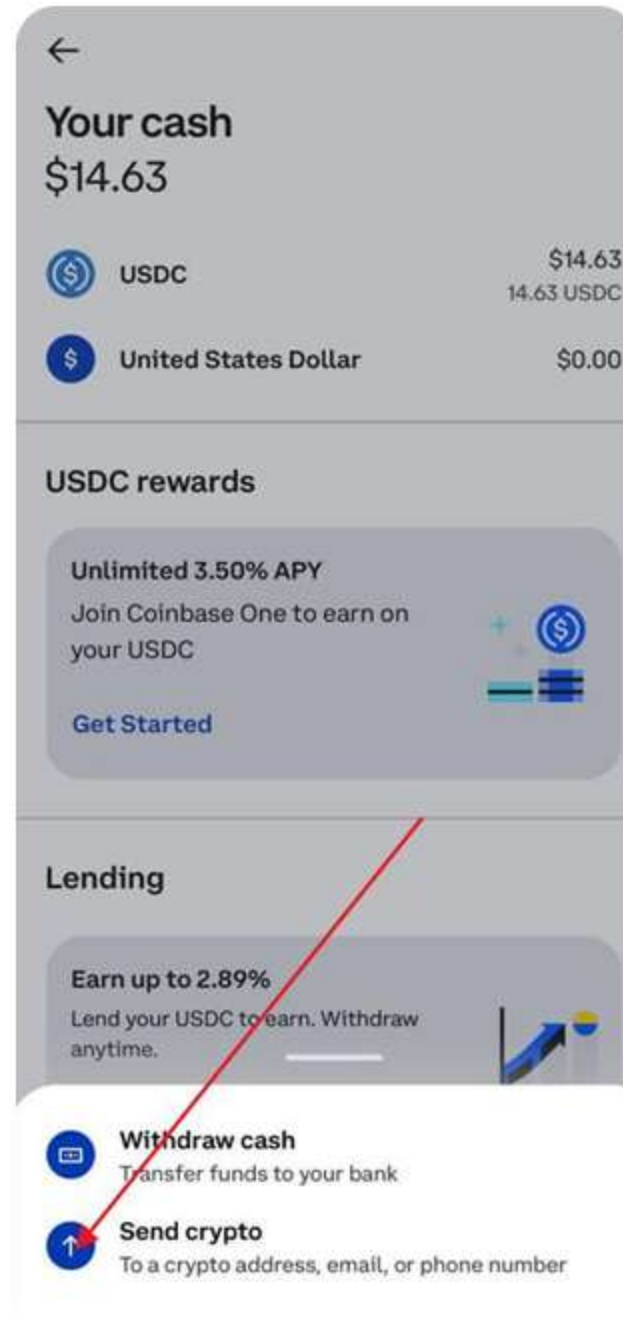 Your cash
$14.63
USDC
$14.63
14.63 USDC
United States Dollar
$0.00
USDC rewards
Unlimited 3.50% APY
Join Coinbase One to earn on
your USDC
Get Started
Lending
Earn up to 2.89%
Lend your USDC to earn. Withdraw
anytime.
Withdraw cash
Transfer funds to your bank
Send crypto
To a crypto address, email, or phone number